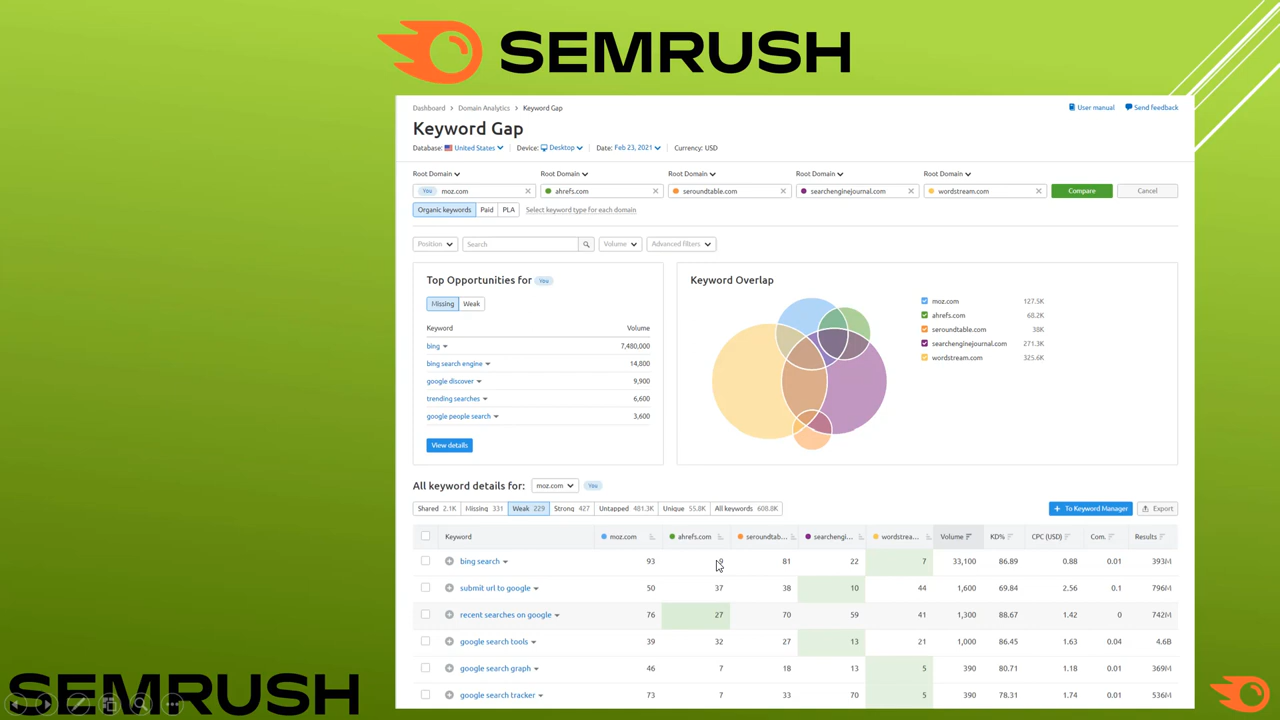 SEMRUSH
Dashboard > Domain Analytics > Keyword Gap
User manual Send feedback
Keyword Gap
Database: United States Device: Desktop Date: Feb 23, 2021 Currency: USD
Root Domain Root Domain Root Domain Root Domain Root Domain
You moz.com ahrefs.com seroundtable.com searchenginejournal.com wordstream.com Compare Cancel
Organic keywords Paid PLA Select keyword type for each domain
Position Search Volume Advanced filters
Top Opportunities for You
Missing Weak
Keyword Volume
bing 7,480,000
bing search engine 14,800
google discover 9,900
trending searches 6,600
google people search 3,600
View details
Keyword Overlap
moz.com 127.5K
ahrefs.com 68.2K
seroundtable.com 38K
searchenginejournal.com 271.3K
wordstream.com 325.6K
All keyword details for: moz.com You
Shared 2.1K Missing 331 Weak 229 Strong 427 Untapped 481.3K Unique 55.8K All keywords 608.8K
+ To Keyword Manager Export
Keyword moz.com ahrefs.com seroundtab... searchengi... wordstrea... Volume KD% CPC (USD) Com. Results
bing search 93 81 22 7 33,100 86.89 0.88 0.01 393M
submit url to google 50 37 38 10 44 1,600 69.84 2.56 0.1 796M
recent searches on google 76 27 70 59 41 1,300 88.67 1.42 0 742M
google search tools 39 32 27 13 21 1,000 86.45 1.63 0.04 4.6B
google search graph 46 7 18 13 5 390 80.71 1.18 0.01 369M
google search tracker 73 7 33 70 5 390 78.31 1.74 0.04 536M
SEMRUSH